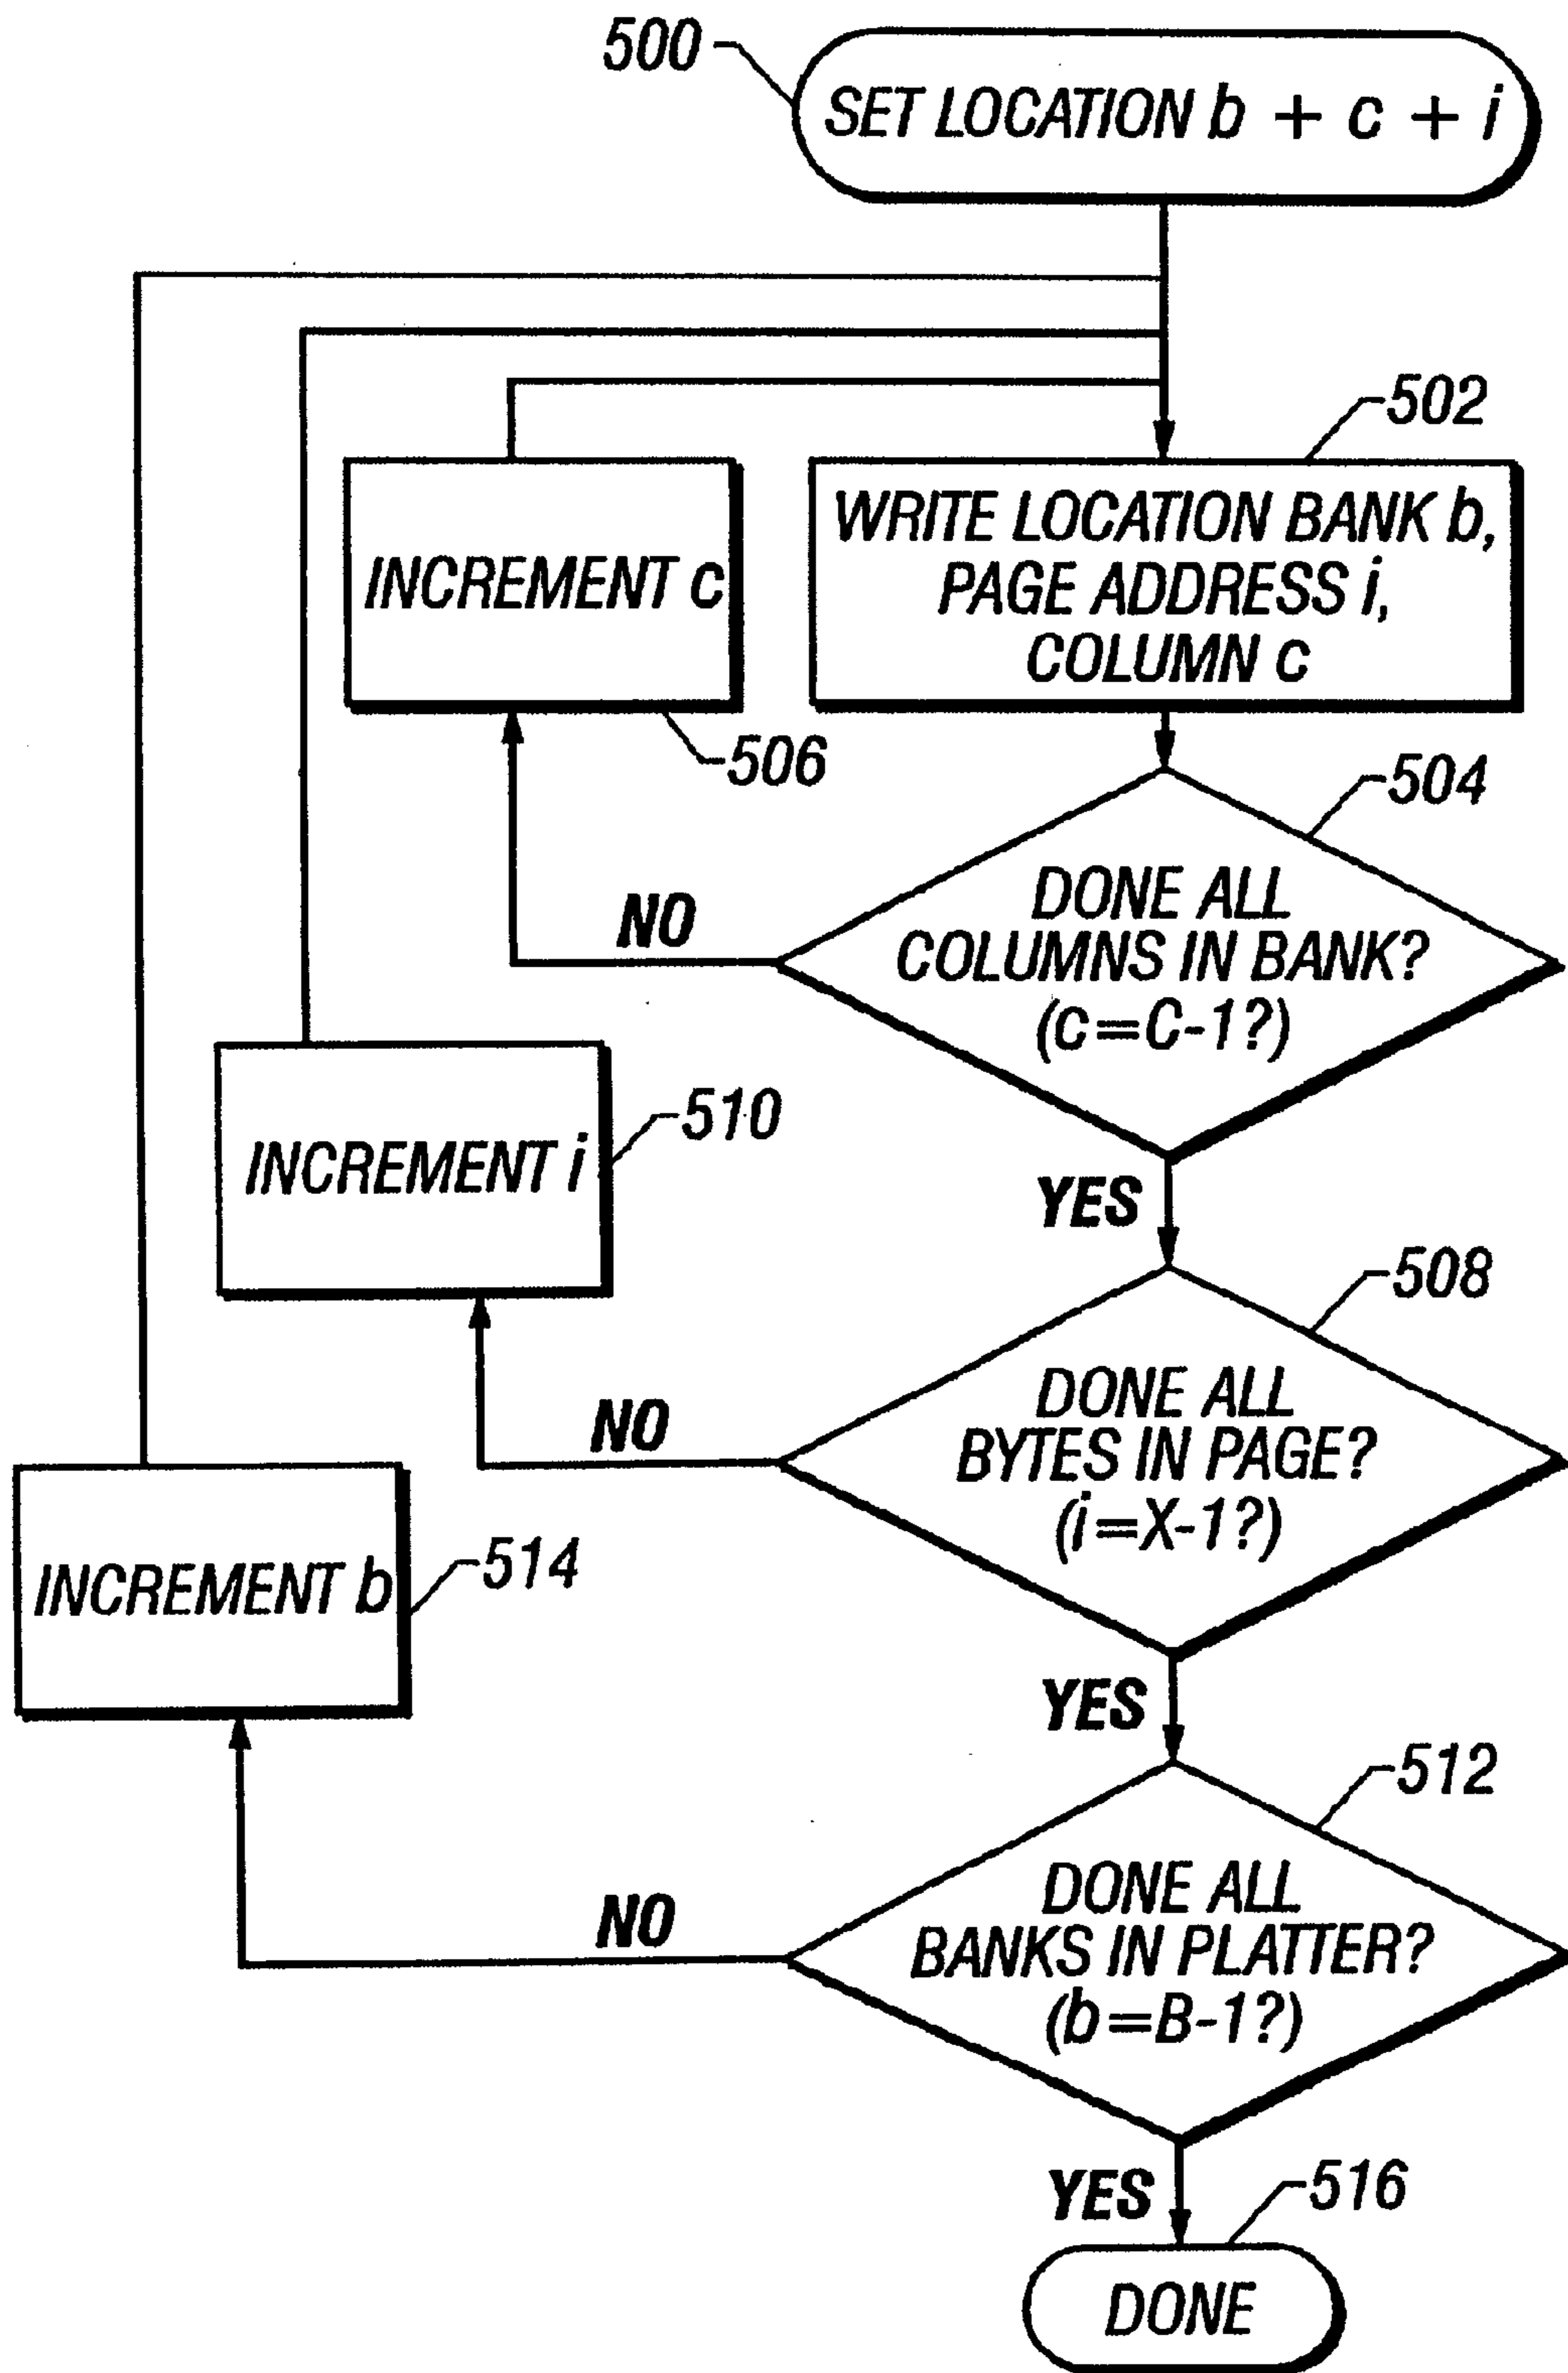 500
SET LOCATION b + c + i
502
WRITE LOCATION BANK b,
PAGE ADDRESS i,
COLUMN c
INCREMENT c
506
504
DONE ALL
COLUMNS IN BANK?
(c=C-1?)
NO
YES
510
INCREMENT i
508
DONE ALL
BYTES IN PAGE?
(i=X-1?)
NO
YES
514
INCREMENT b
512
DONE ALL
BANKS IN PLATTER?
(b=B-1?)
NO
YES
516
DONE